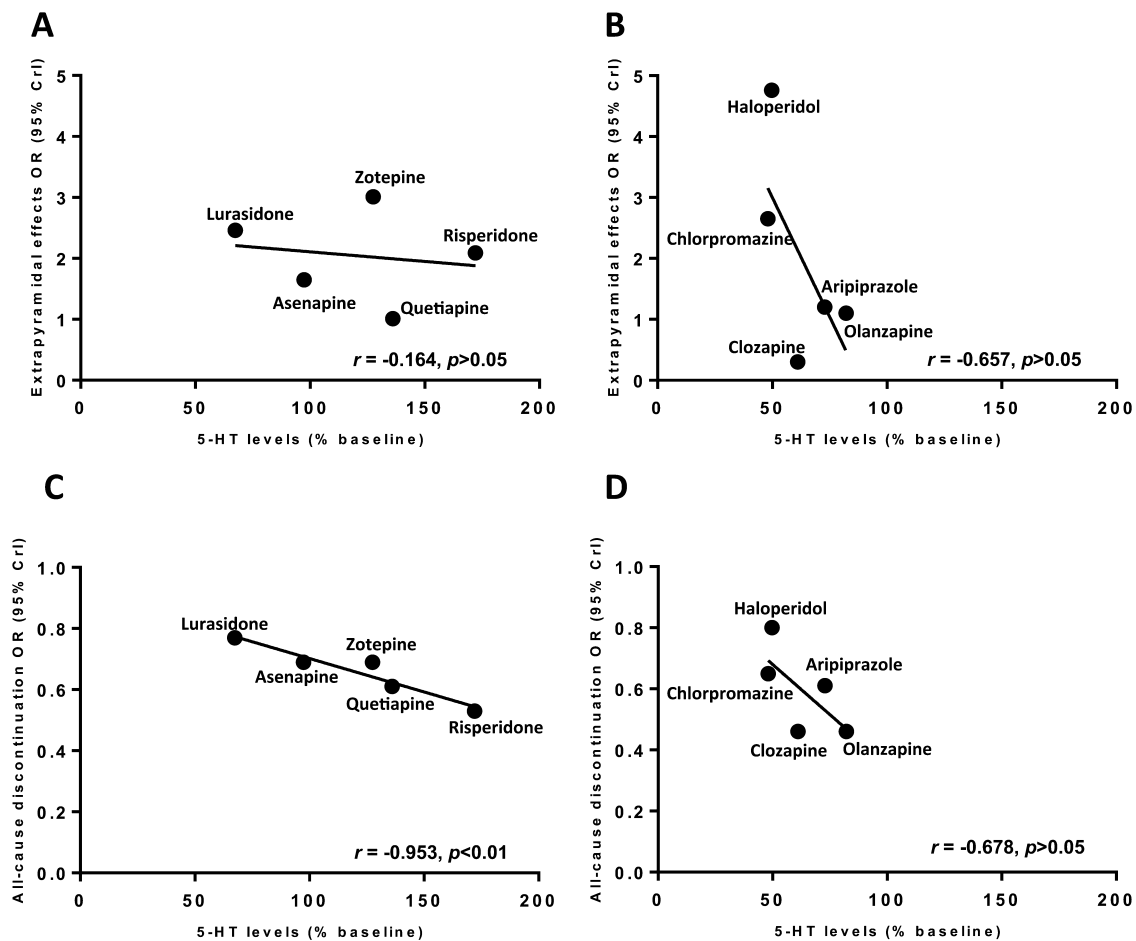 A
Extrapyramidal effects OR (95% CrI)
5
4
3
2
1
0
Zotepine
Lurasidone
Risperidone
Asenapine
Quetiapine
r = -0.164, p>0.05
0 50 100 150 200
5-HT levels (% baseline)
B
Extrapyramidal effects OR (95% CrI)
5
4
3
2
1
0
Haloperidol
Chlorpromazine
Aripiprazole
Olanzapine
Clozapine
r = -0.657, p>0.05
0 50 100 150 200
5-HT levels (% baseline)
C
All-cause discontinuation OR (95% CrI)
1.0
0.8
0.6
0.4
0.2
0.0
Lurasidone
Zotepine
Asenapine
Quetiapine
Risperidone
r = -0.953, p<0.01
0 50 100 150 200
5-HT levels (% baseline)
D
All-cause discontinuation OR (95% CrI)
1.0
0.8
0.6
0.4
0.2
0.0
Haloperidol
Aripiprazole
Chlorpromazine
Clozapine
Olanzapine
r = -0.678, p>0.05
0 50 100 150 200
5-HT levels (% baseline)